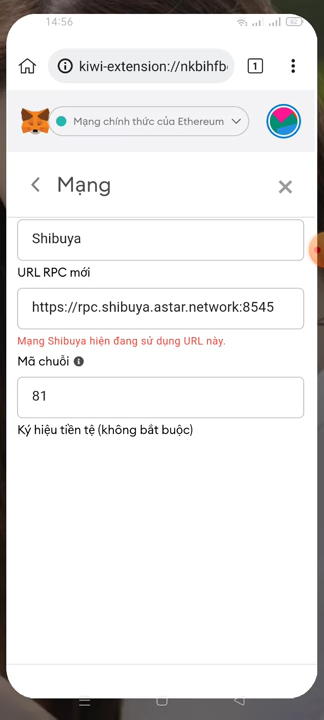 14:56
62
kiwi-extension://nkbihfb
1
Mạng chính thức của Ethereum
Mạng
Shibuya
URL RPC mới
https://rpc.shibuya.astar.network:8545
Mạng Shibuya hiện đang sử dụng URL này.
Mã chuỗi
81
Ký hiệu tiền tệ (không bắt buộc)